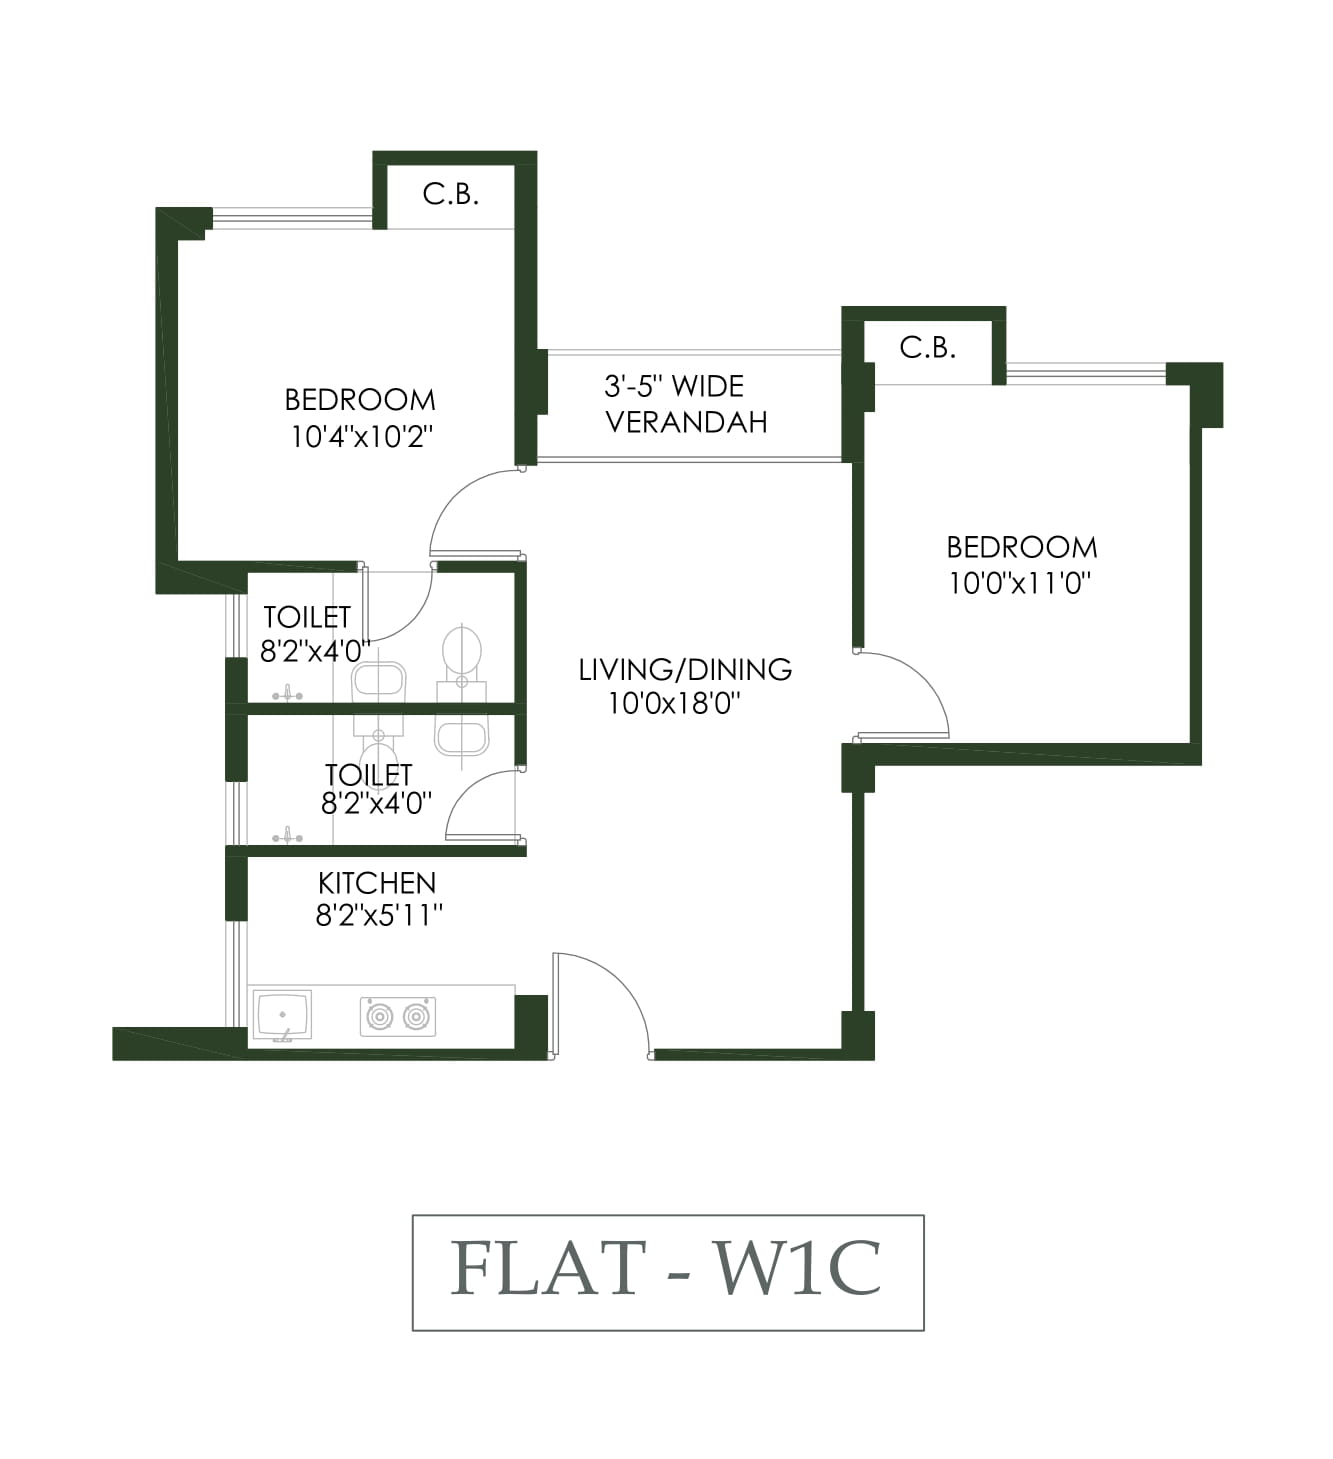 C.B.
C.B.
3'-5" WIDE
VERANDAH
BEDROOM
10'4"x10'2"
BEDROOM
10'0"x11'0"
TOILET
8'2"x4'0"
LIVING/DINING
10'0x18'0"
TOILET
8'2"x4'0"
KITCHEN
8'2"x5'11"
FLAT - W1C